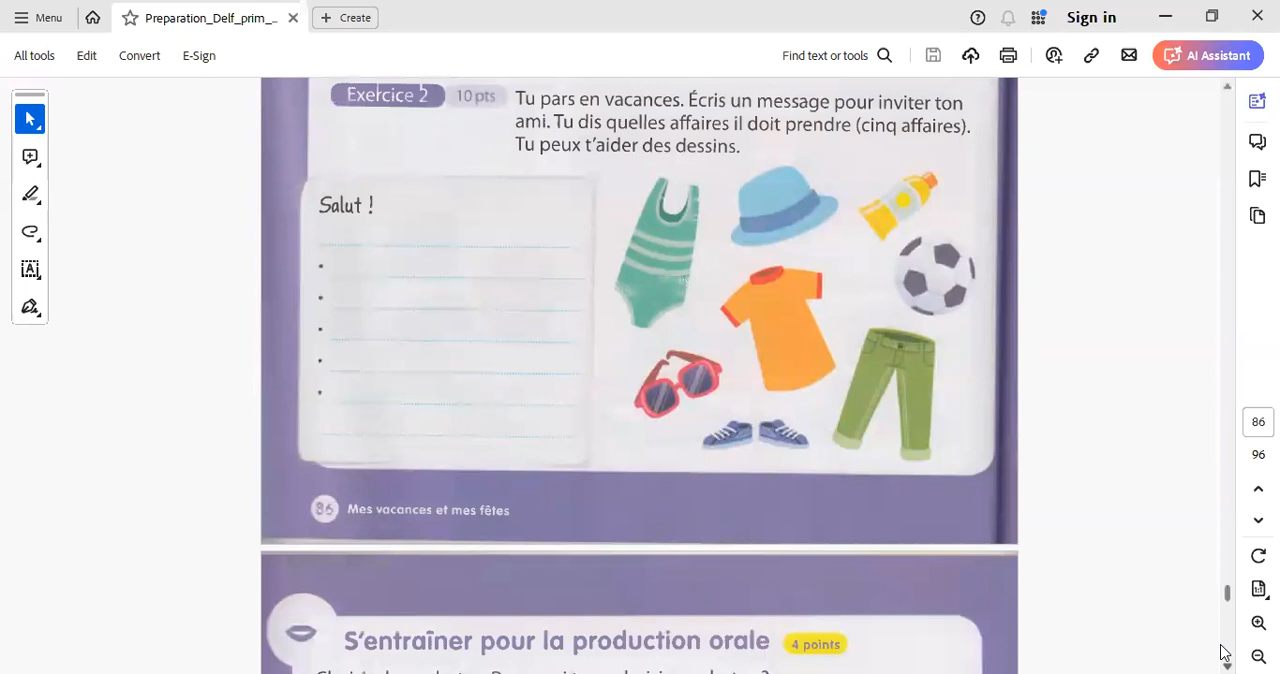 Menu
Preparation_Delf_prim_...
Create
Sign in
All tools
Edit
Convert
E-Sign
Find text or tools
AI Assistant
Exercice 2
10 pts
Tu pars en vacances. Écris un message pour inviter ton
ami. Tu dis quelles affaires il doit prendre (cinq affaires).
Tu peux t'aider des dessins.
Salut !
86
Mes vacances et mes fêtes
S'entraîner pour la production orale
4 points
86
96